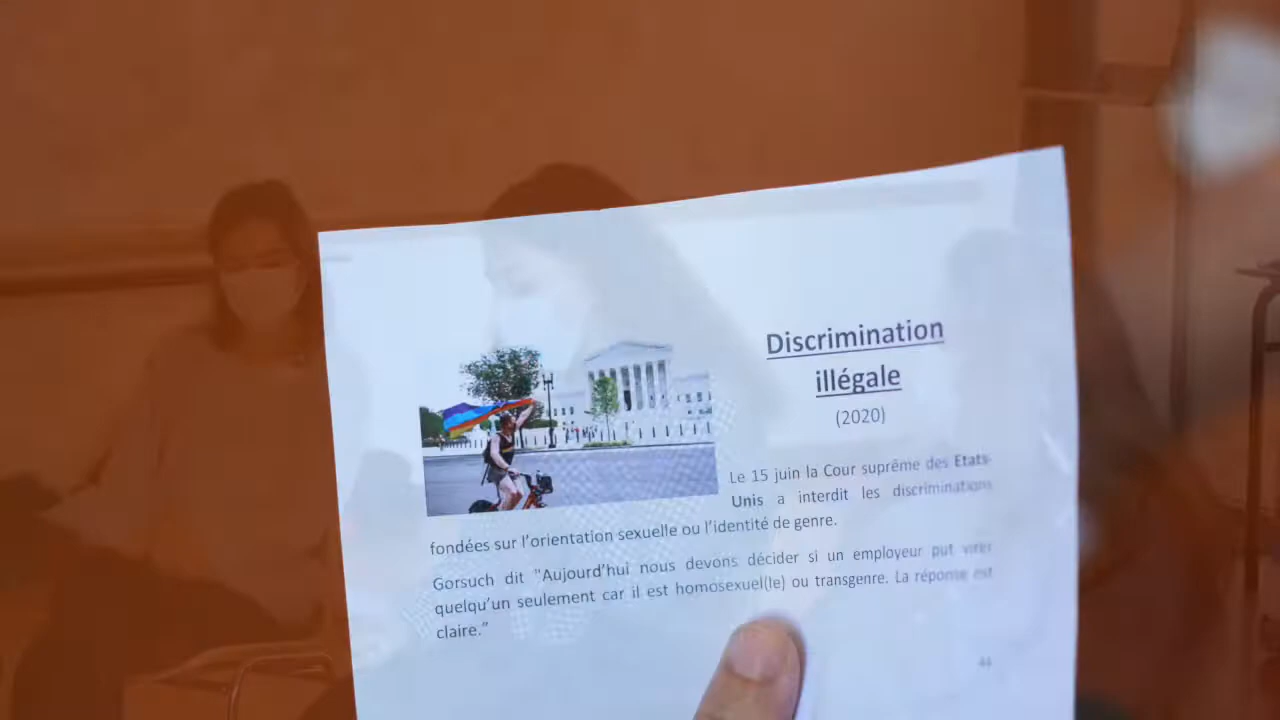 Discrimination
illégale
(2020)
Le 15 juin la Cour suprême des Etats-
Unis a interdit les discriminations
fondées sur l'orientation sexuelle ou l'identité de genre.
Gorsuch dit "Aujourd'hui nous devons décider si un employeur put virer
quelqu'un seulement car il est homosexuel(le) ou transgenre. La réponse est
claire."
44